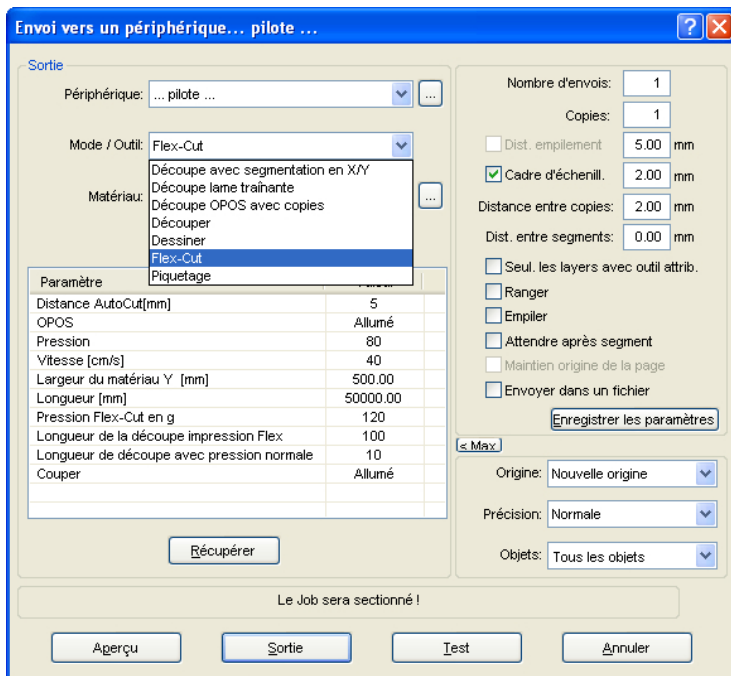 Envoi vers un périphérique... pilote ...
Sortie
Périphérique: ... pilote ... ...
Mode / Outil: Flex-Cut
Découpe avec segmentation en X/Y
Découpe lame traînante
Découpe OPOS avec copies
Découper
Dessiner
Flex-Cut
Piquetage
Matériau: ...
Paramètre
Distance AutoCut[mm] 5
OPOS Allumé
Pression 80
Vitesse [cm/s] 40
Largeur du matériau Y [mm] 500.00
Longueur [mm] 50000.00
Pression Flex-Cut en g 120
Longueur de la découpe impression Flex 100
Longueur de découpe avec pression normale 10
Couper Allumé
Récupérer
Nombre d'envois: 1
Copies: 1
Dist. empilement 5.00 mm
Cadre d'échenill. 2.00 mm
Distance entre copies: 2.00 mm
Dist. entre segments: 0.00 mm
Seul. les layers avec outil attrib.
Ranger
Empiler
Attendre après segment
Maintien origine de la page
Envoyer dans un fichier
Enregistrer les paramètres
< Max
Origine: Nouvelle origine
Précision: Normale
Objets: Tous les objets
Le Job sera sectionné !
Aperçu Sortie Test Annuler